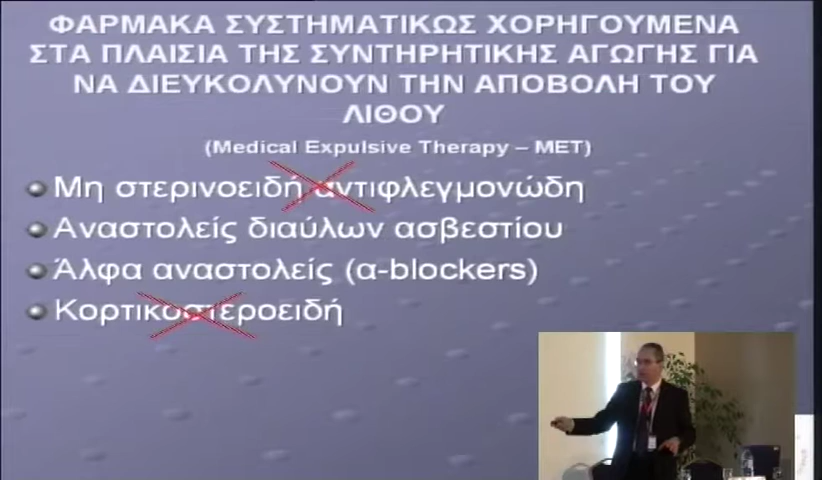 ΦΑΡΜΑΚΑ ΣΥΣΤΗΜΑΤΙΚΩΣ ΧΟΡΗΓΟΥΜΕΝΑ
ΣΤΑ ΠΛΑΙΣΙΑ ΤΗΣ ΣΥΝΤΗΡΗΤΙΚΗΣ ΑΓΩΓΗΣ ΓΙΑ
ΝΑ ΔΙΕΥΚΟΛΥΝΟΥΝ ΤΗΝ ΑΠΟΒΟΛΗ ΤΟΥ
ΛΙΘΟΥ
(Medical Expulsive Therapy – MET)
Μη στερινοειδή αντιφλεγμονώδη
Αναστολείς διαύλων ασβεστίου
Άλφα αναστολείς (α-blockers)
Κορτικοστεροειδή